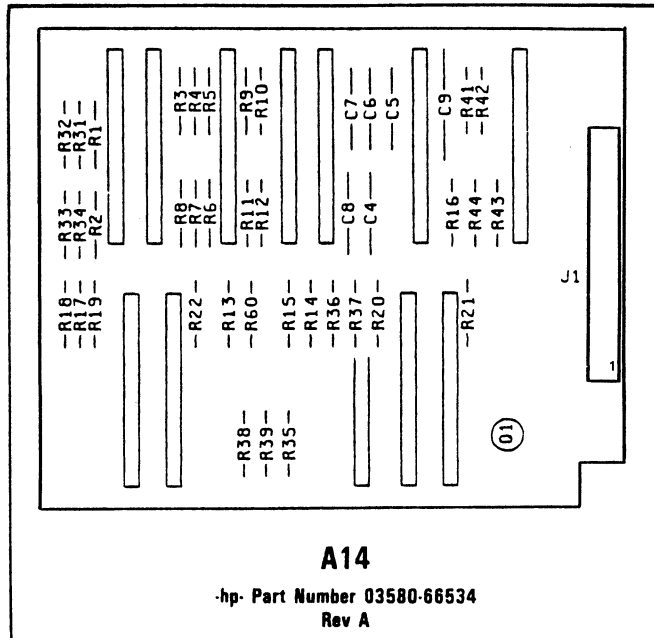 R32
R31
R1
R3
R4
R5
R9
R10
C7
C6
C5
C9
R41
R42
R33
R34
R2
R8
R7
R6
R11
R12
C8
C4
R16
R44
R43
J1
R18
R17
R19
R22
R13
R60
R15
R14
R36
R37
R20
R21
1
R38
R39
R35
01
A14
-hp- Part Number 03580-66534
Rev A